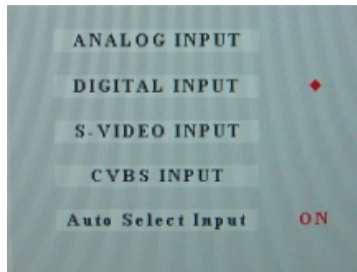 ANALOG INPUT
DIGITAL INPUT
S-VIDEO INPUT
CVBS INPUT
Auto Select Input ON